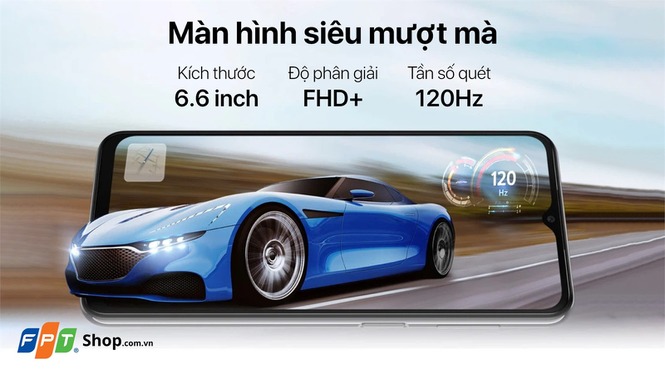 Màn hình siêu mượt mà
Kích thước
Độ phân giải
Tần số quét
6.6 inch
FHD+
120Hz
120
Hz
FPT Shop.com.vn